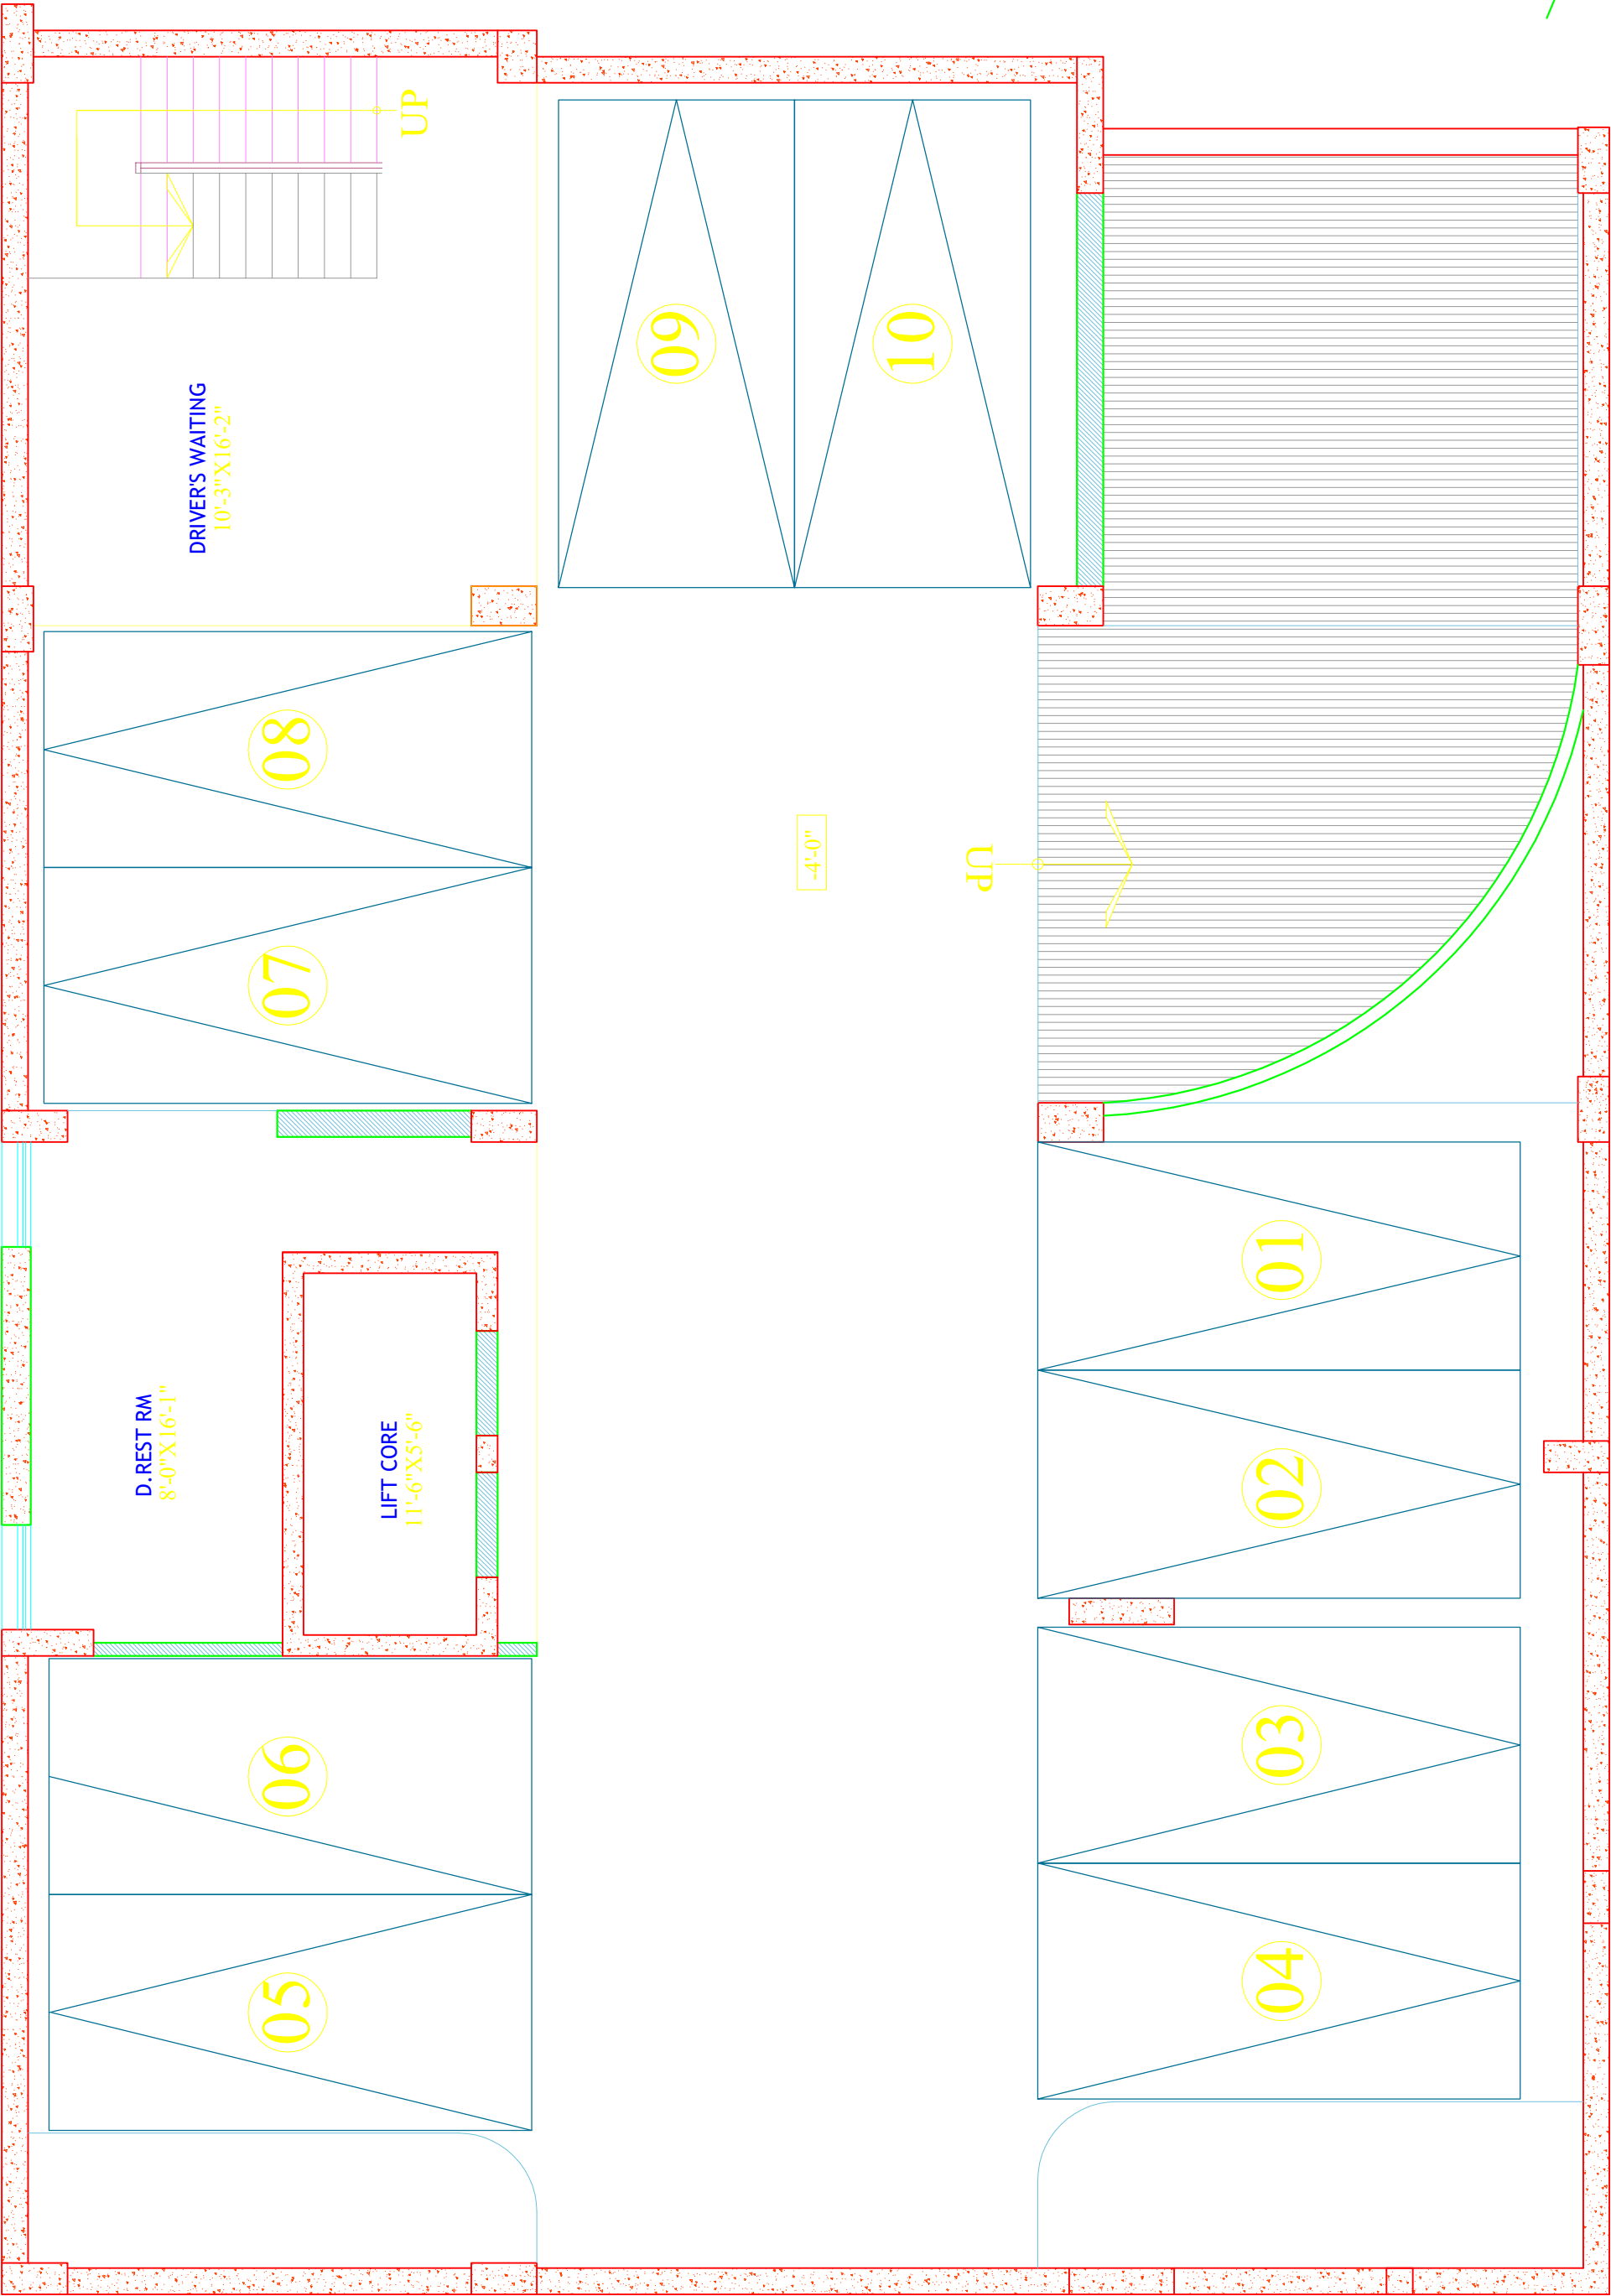 UP
DRIVER'S WAITING
10'-3"X16'-2"
09
10
08
07
-4'-0"
UP
01
02
D.REST RM
8'-0"X16'-1"
LIFT CORE
11'-6"X5'-6"
03
04
06
05